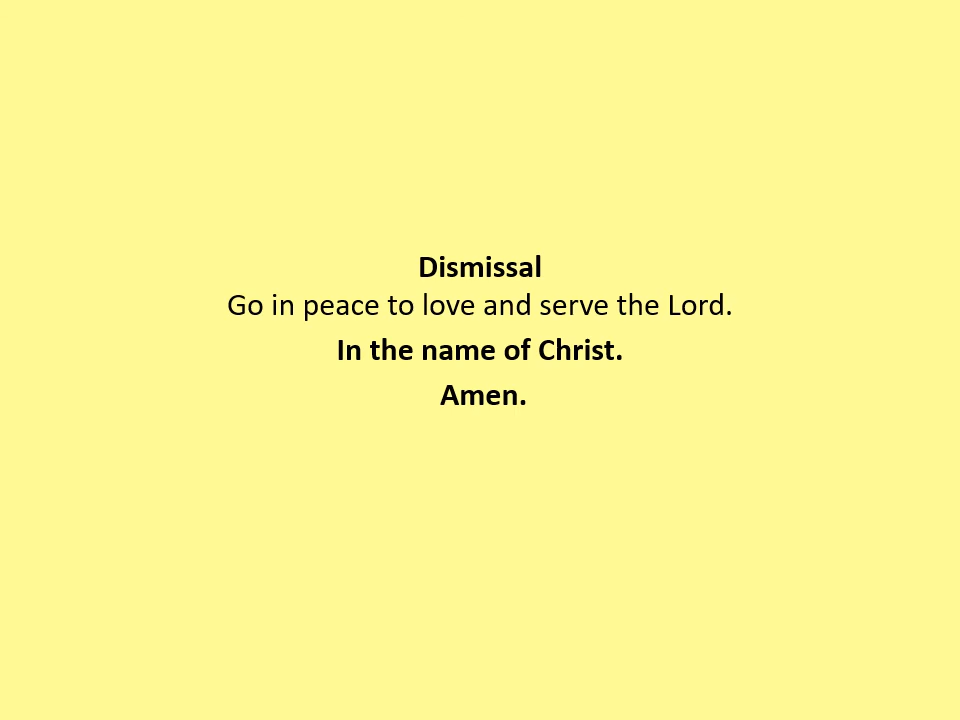 Dismissal
Go in peace to love and serve the Lord.
In the name of Christ.
Amen.